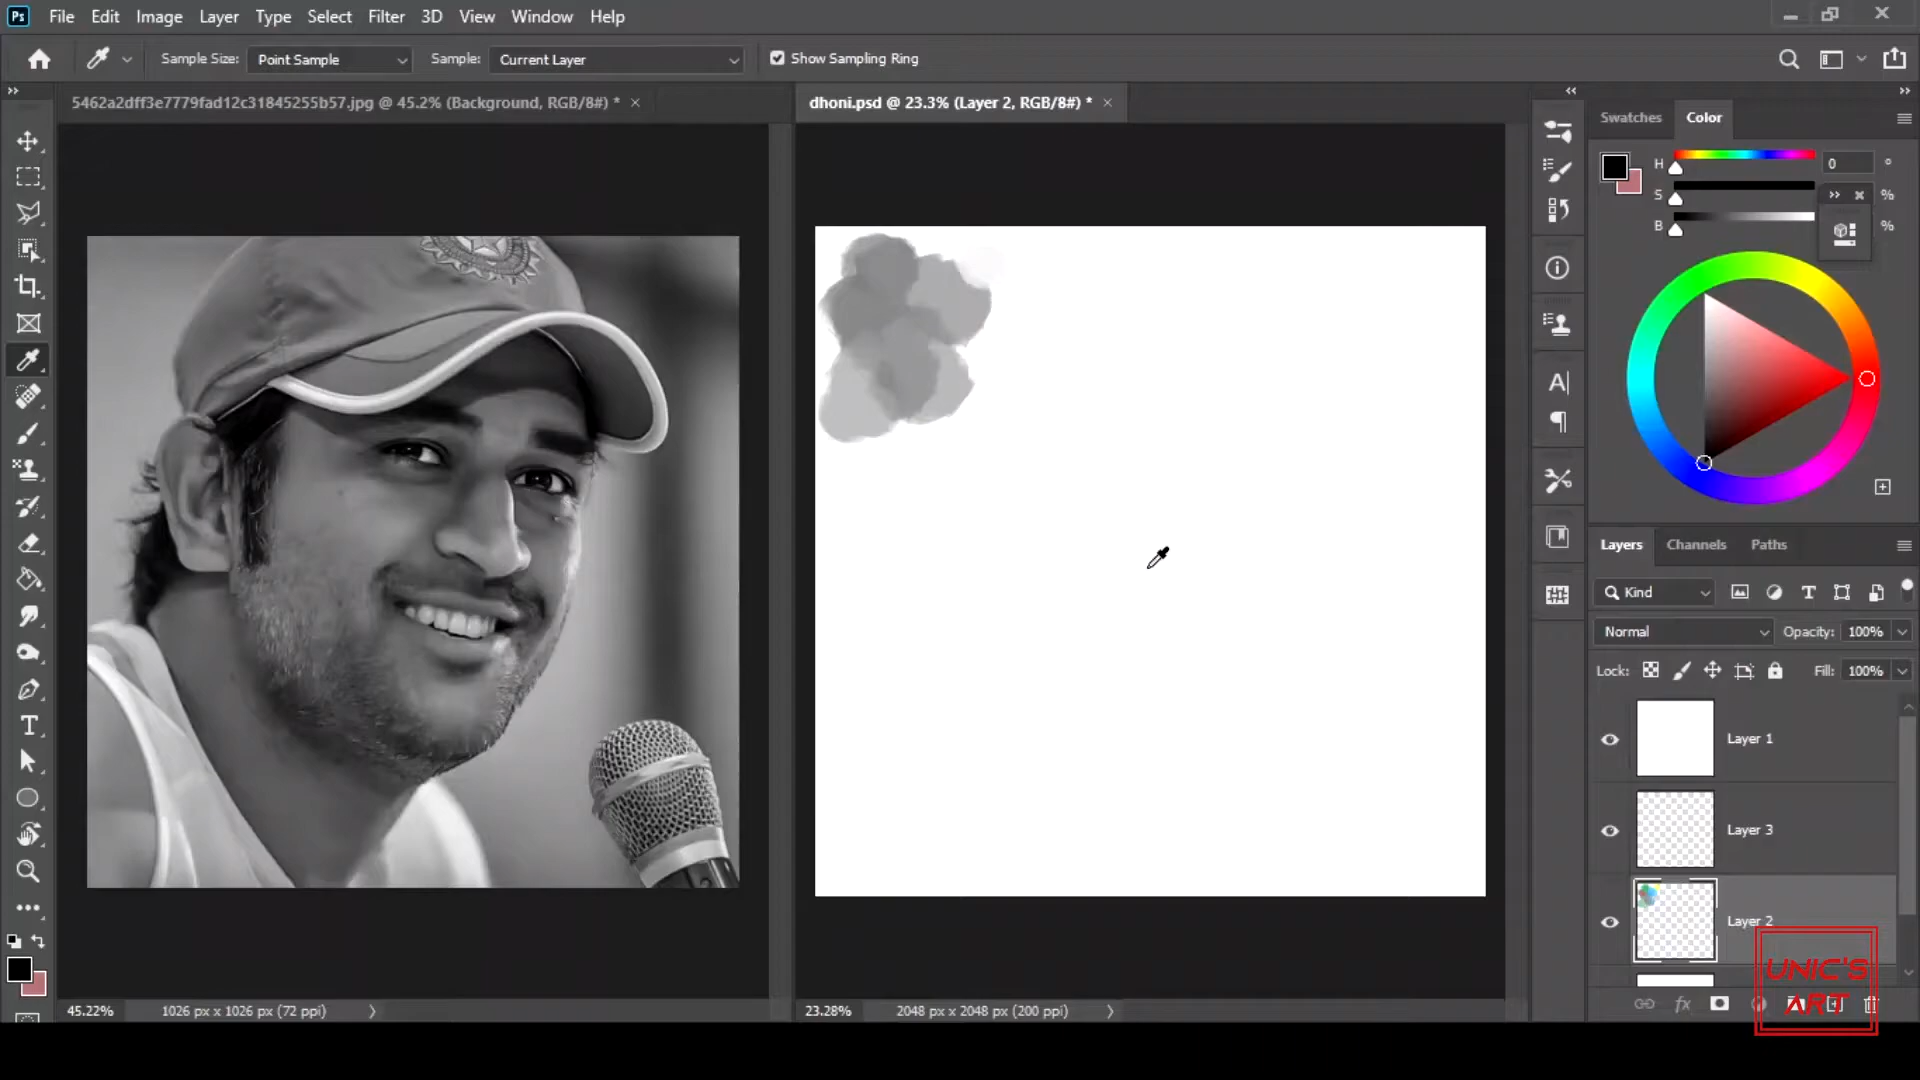 Ps File Edit Image Layer Type Select Filter 3D View Window Help
Sample Size: Point Sample Sample: Current Layer Show Sampling Ring
5462a2dff3e7779fad12c31845255b57.jpg @ 45.2% (Background, RGB/8#) *
dhoni.psd @ 23.3% (Layer 2, RGB/8#) *
Swatches Color
H 0 °
S %
B %
Layers Channels Paths
Kind
Normal Opacity: 100%
Lock: Fill: 100%
Layer 1
Layer 3
Layer 2
fx
UNIC'S
ART
45.22% 1026 px x 1026 px (72 ppi)
23.28% 2048 px x 2048 px (200 ppi)